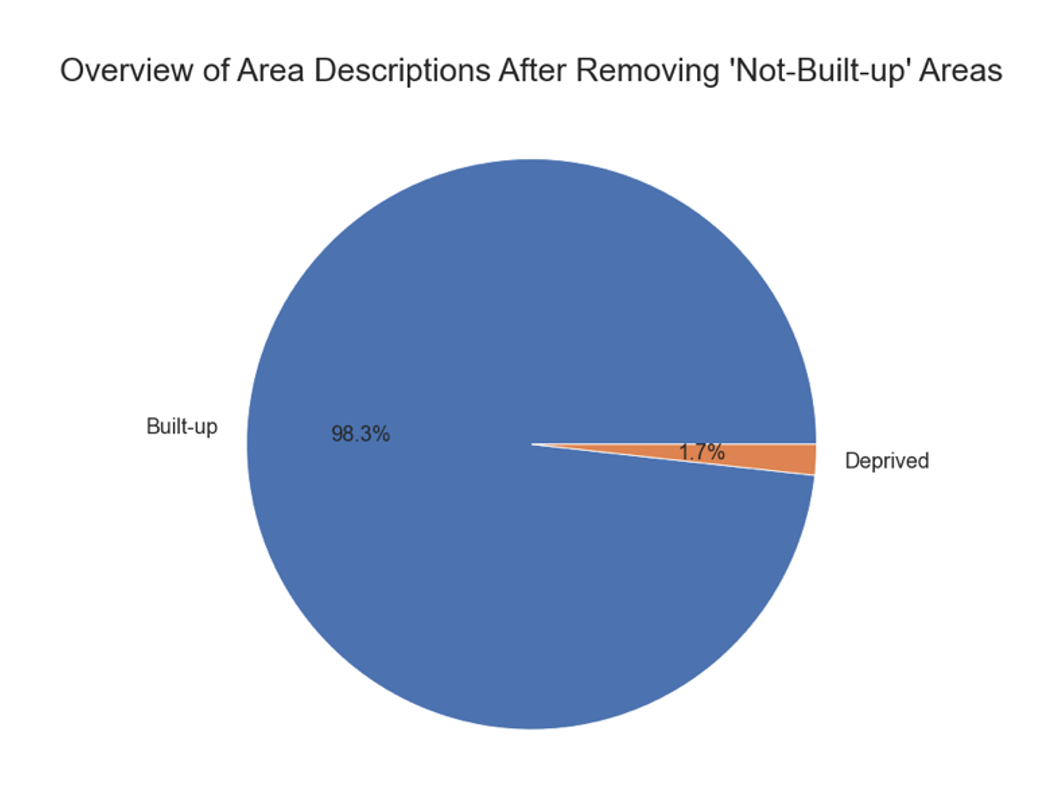 Overview of Area Descriptions After Removing 'Not-Built-up' Areas
Built-up
98.3%
1.7%
Deprived